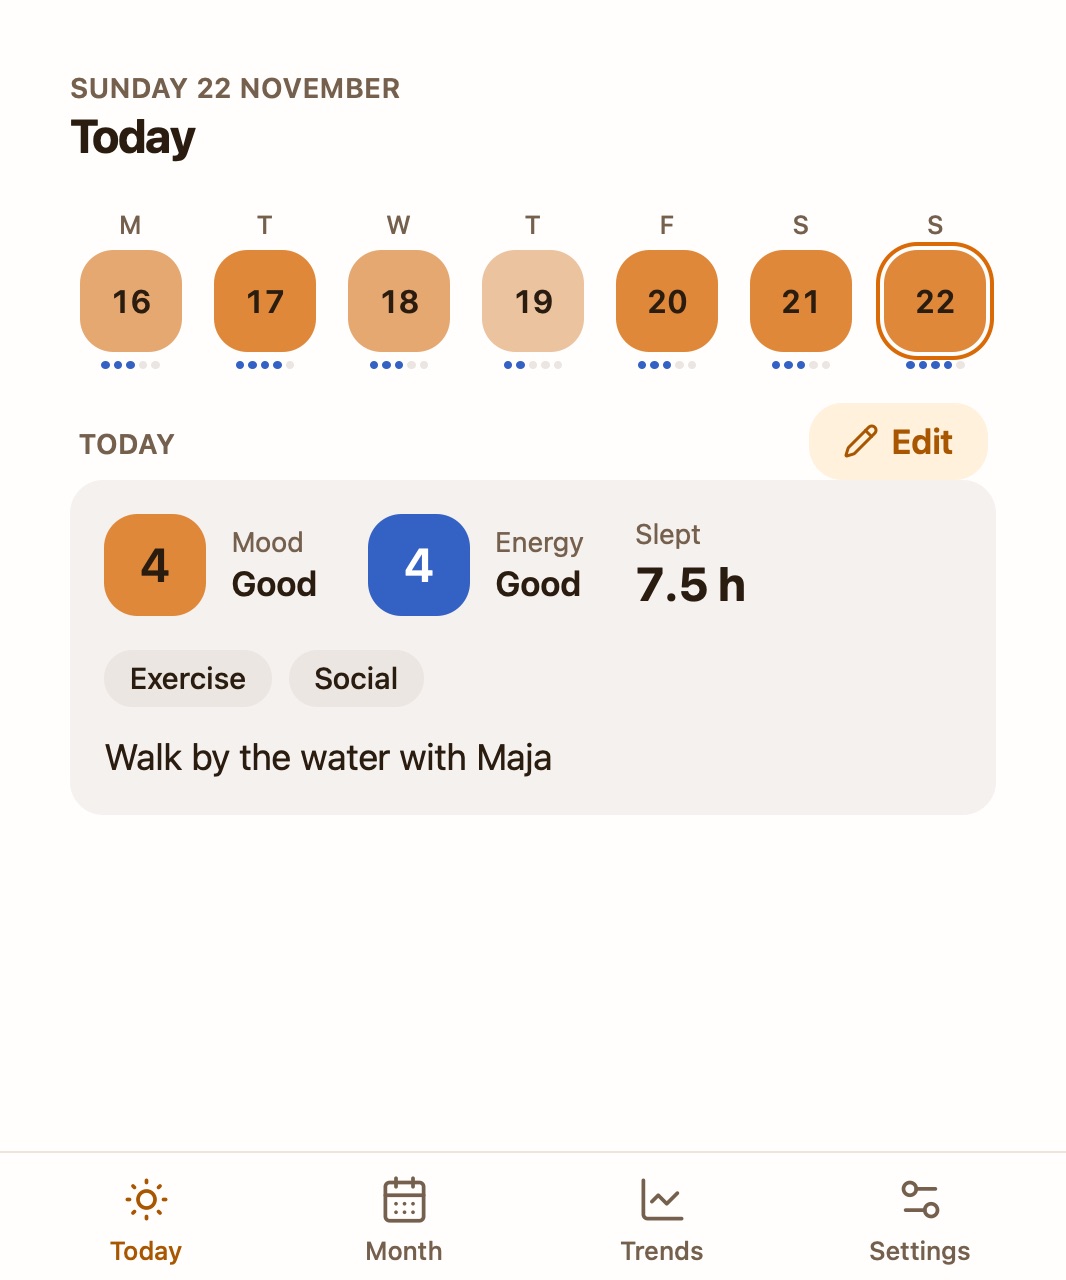 SUNDAY 22 NOVEMBER
Today
M T W T F S S
16 17 18 19 20 21 22
TODAY
Edit
4 Mood Good 4 Energy Good Slept 7.5 h
Exercise Social
Walk by the water with Maja
Today Month Trends Settings